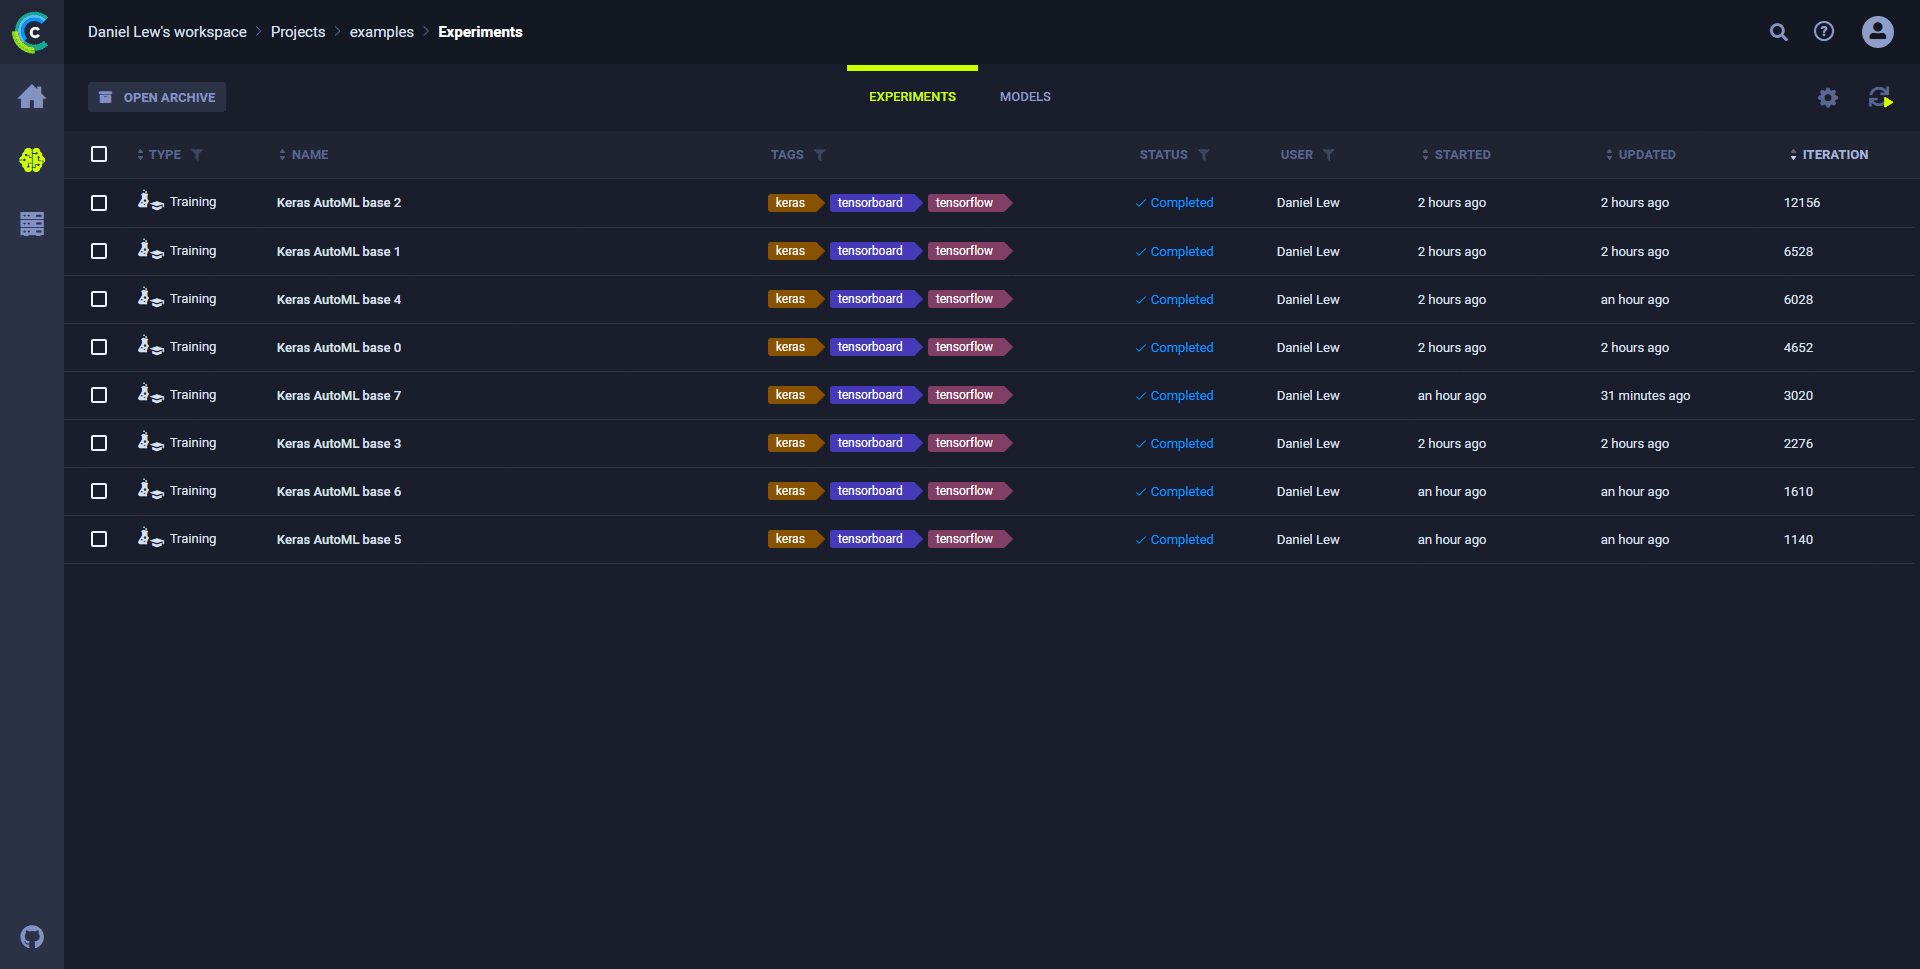 Daniel Lew's workspace > Projects > examples > Experiments
OPEN ARCHIVE EXPERIMENTS MODELS
TYPE NAME TAGS STATUS USER STARTED UPDATED ITERATION
Training Keras AutoML base 2 keras tensorboard tensorflow Completed Daniel Lew 2 hours ago 2 hours ago 12156
Training Keras AutoML base 1 keras tensorboard tensorflow Completed Daniel Lew 2 hours ago 2 hours ago 6528
Training Keras AutoML base 4 keras tensorboard tensorflow Completed Daniel Lew 2 hours ago an hour ago 6028
Training Keras AutoML base 0 keras tensorboard tensorflow Completed Daniel Lew 2 hours ago 2 hours ago 4652
Training Keras AutoML base 7 keras tensorboard tensorflow Completed Daniel Lew an hour ago 31 minutes ago 3020
Training Keras AutoML base 3 keras tensorboard tensorflow Completed Daniel Lew 2 hours ago 2 hours ago 2276
Training Keras AutoML base 6 keras tensorboard tensorflow Completed Daniel Lew an hour ago an hour ago 1610
Training Keras AutoML base 5 keras tensorboard tensorflow Completed Daniel Lew an hour ago an hour ago 1140